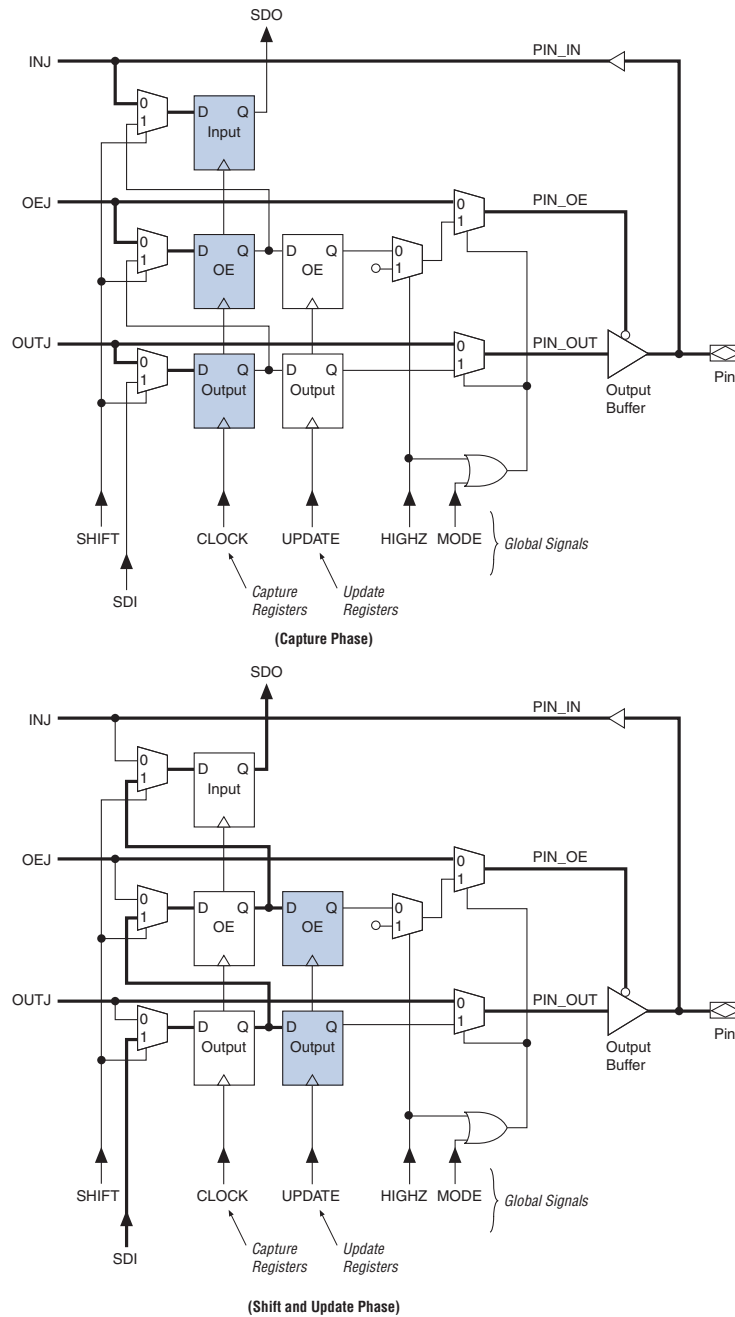 SDO
INJ
PIN_IN
0
1
D Q
Input
OEJ
0
PIN_OE
1
0
1
D Q
OE
D Q
OE
0
1
OUTJ
0
PIN_OUT
1
0
1
D Q
Output
D Q
Output
Pin
Output
Buffer
SHIFT
CLOCK
UPDATE
HIGHZ
MODE
Global Signals
SDI
Capture
Registers
Update
Registers
(Capture Phase)
SDO
INJ
PIN_IN
0
1
D Q
Input
OEJ
0
PIN_OE
1
0
1
D Q
OE
D Q
OE
0
1
OUTJ
0
PIN_OUT
1
0
1
D Q
Output
D Q
Output
Pin
Output
Buffer
SHIFT
CLOCK
UPDATE
HIGHZ
MODE
Global Signals
SDI
Capture
Registers
Update
Registers
(Shift and Update Phase)